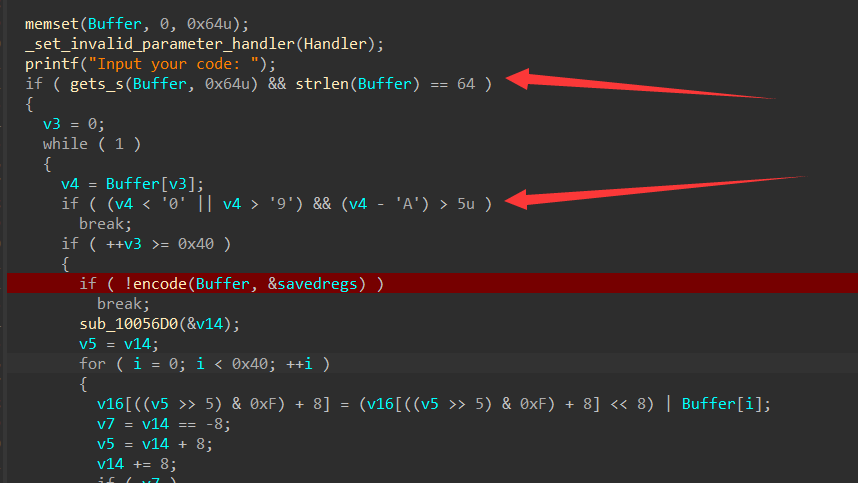 memset(Buffer, 0, 0x64u);
_set_invalid_parameter_handler(Handler);
printf("Input your code: ");
if ( gets_s(Buffer, 0x64u) && strlen(Buffer) == 64 )
{
v3 = 0;
while ( 1 )
{
v4 = Buffer[v3];
if ( (v4 < '0' || v4 > '9') && (v4 - 'A') > 5u )
break;
if ( ++v3 >= 0x40 )
{
if ( !encode(Buffer, &savedregs) )
break;
sub_10056D0(&v14);
v5 = v14;
for ( i = 0; i < 0x40; ++i )
{
v16[((v5 >> 5) & 0xF) + 8] = (v16[((v5 >> 5) & 0xF) + 8] << 8) | Buffer[i];
v7 = v14 == -8;
v5 = v14 + 8;
v14 += 8;
if ( v7 )